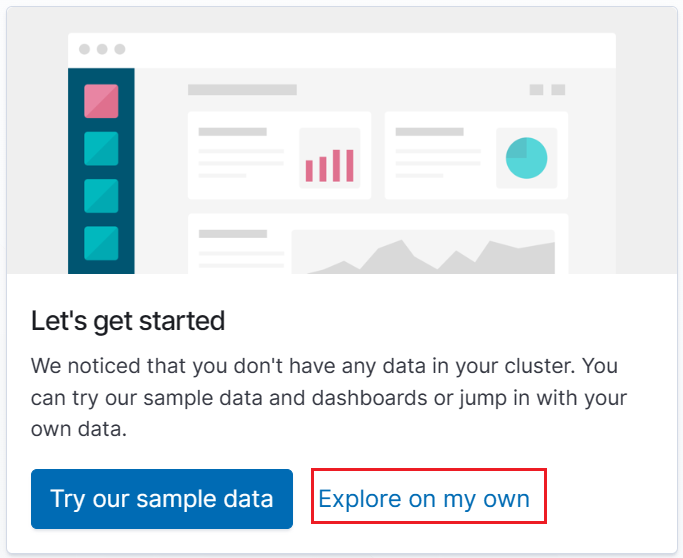 Let's get started
We noticed that you don't have any data in your cluster. You
can try our sample data and dashboards or jump in with your
own data.
Try our sample data
Explore on my own